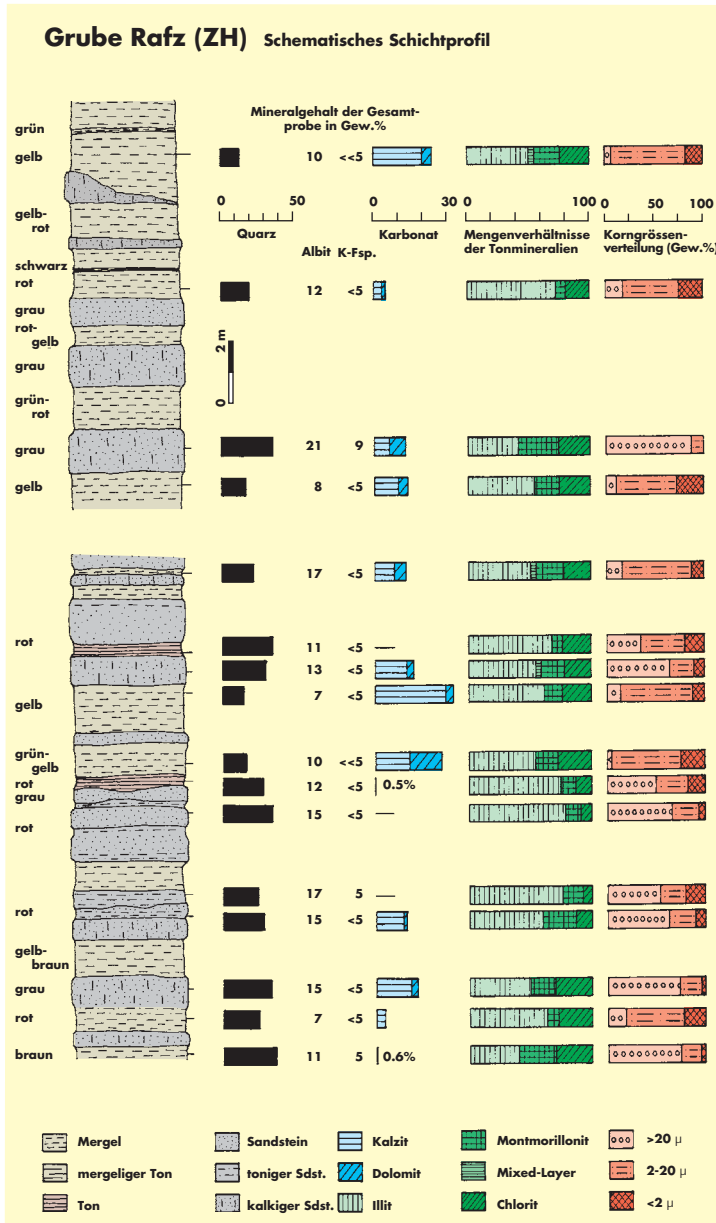 Grube Rafz (ZH) Schematisches Schichtprofil
Mineralgehalt der Gesamt-
probe in Gew.%
grün
gelb
10 <<5
0 50 0 30 0 100 0 50 100
Quarz Karbonat Mengenverhältnisse Korngrössen-
Albit K-Fsp. der Tonmineralien verteilung (Gew.%)
gelb-
rot
schwarz
rot
12 <5
grau
rot-
gelb
grau
0 2 m
grün-
rot
grau 21 9
gelb 8 <5
17 <5
rot 11 <5
13 <5
gelb 7 <5
grün-
gelb 10 <<5
rot 12 <5 0.5%
grau
rot 15 <5
17 5
rot 15 <5
gelb-
braun
grau 15 <5
rot 7 <5
braun 11 5 0.6%
Mergel Sandstein Kalzit Montmorillonit >20 µ
mergeliger Ton toniger Sdst. Dolomit Mixed-Layer 2-20 µ
Ton kalkiger Sdst. Illit Chlorit <2 µ